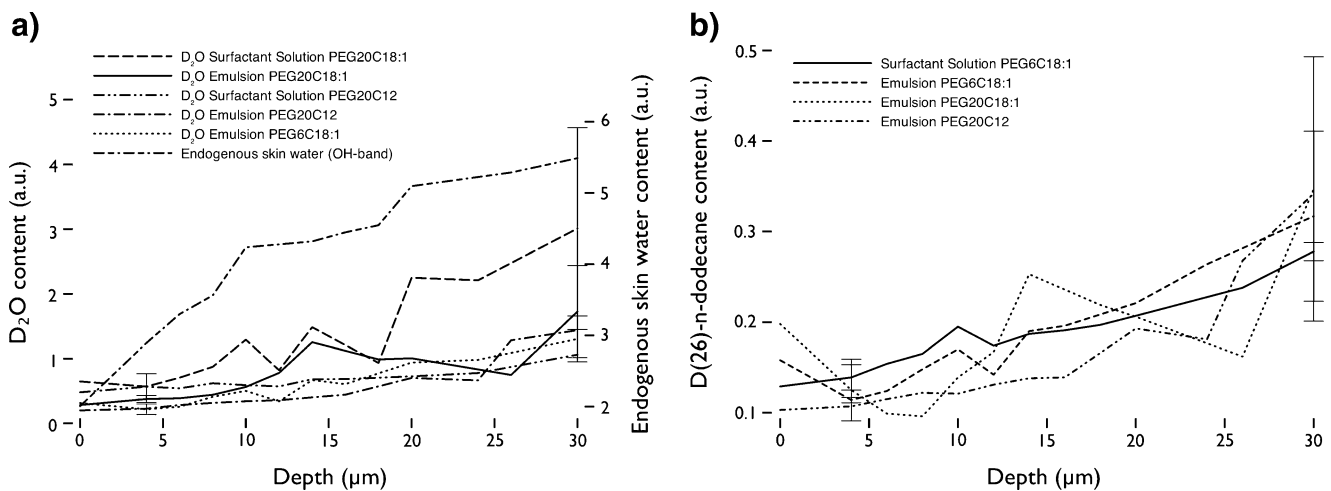 a)
D₂O Surfactant Solution PEG20C18:1
D₂O Emulsion PEG20C18:1
D₂O Surfactant Solution PEG20C12
D₂O Emulsion PEG20C12
D₂O Emulsion PEG6C18:1
Endogenous skin water (OH-band)
D₂O content (a.u.)
5
4
3
2
1
0
Endogenous skin water content (a.u.)
6
5
4
3
2
0 5 10 15 20 25 30
Depth (µm)
b)
Surfactant Solution PEG6C18:1
Emulsion PEG6C18:1
Emulsion PEG20C18:1
Emulsion PEG20C12
D(26)-n-dodecane content (a.u.)
0.5
0.4
0.3
0.2
0.1
0 5 10 15 20 25 30
Depth (µm)